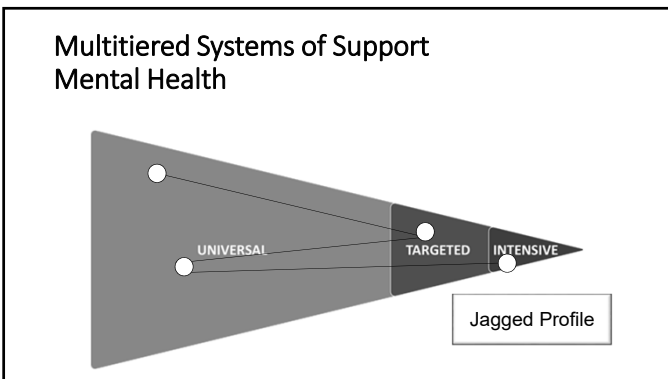 Multitiered Systems of Support
Mental Health
UNIVERSAL
TARGETED
INTENSIVE
Jagged Profile